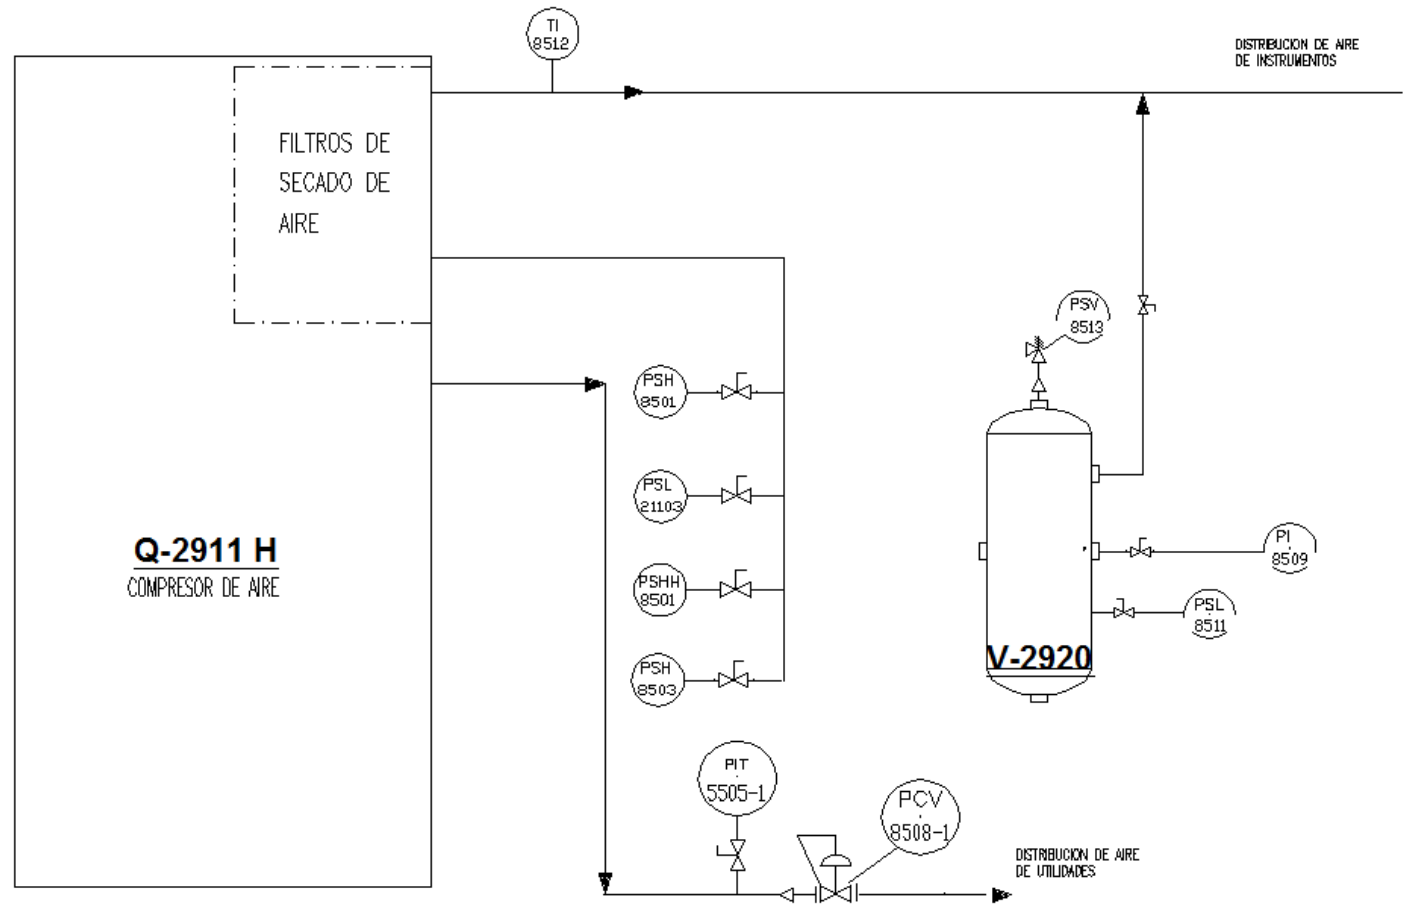 TI
8512
DISTRIBUCION DE AIRE
DE INSTRUMENTOS
FILTROS DE
SECADO DE
AIRE
PSV
8513
PSH
8501
PSL
21103
PSHH
8501
PSH
8503
Q-2911 H
COMPRESOR DE AIRE
PI
8509
PSL
8511
V-2920
PIT
5505-1
PCV
8508-1
DISTRIBUCION DE AIRE
DE UTILIDADES